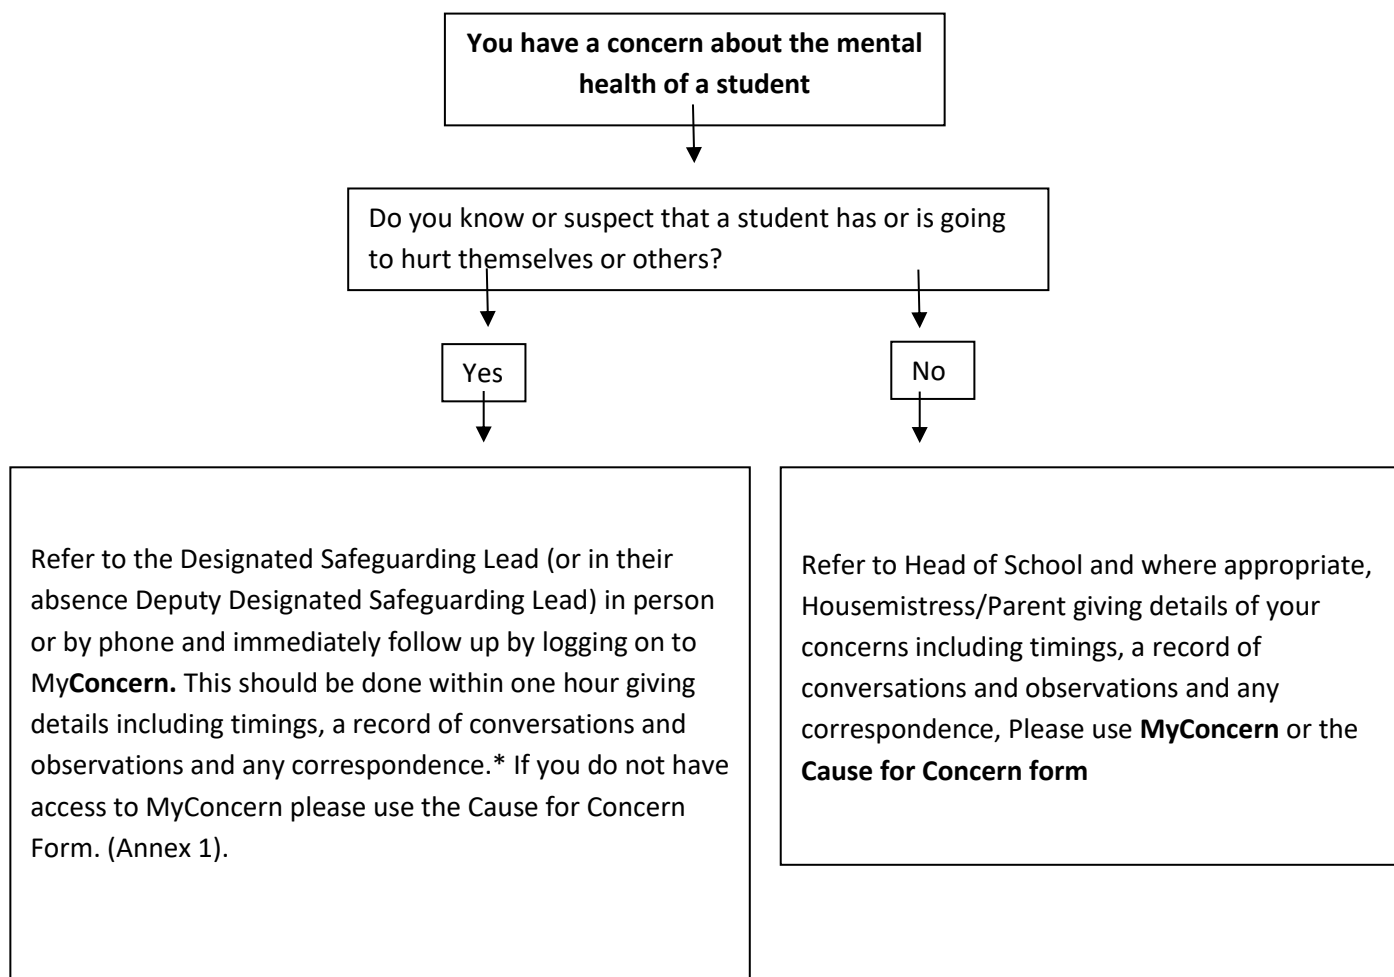 You have a concern about the mental
health of a student
Do you know or suspect that a student has or is going
to hurt themselves or others?
Yes
No
Refer to the Designated Safeguarding Lead (or in their
absence Deputy Designated Safeguarding Lead) in person
or by phone and immediately follow up by logging on to
MyConcern. This should be done within one hour giving
details including timings, a record of conversations and
observations and any correspondence.* If you do not have
access to MyConcern please use the Cause for Concern
Form. (Annex 1).
Refer to Head of School and where appropriate,
Housemistress/Parent giving details of your
concerns including timings, a record of
conversations and observations and any
correspondence, Please use MyConcern or the
Cause for Concern form